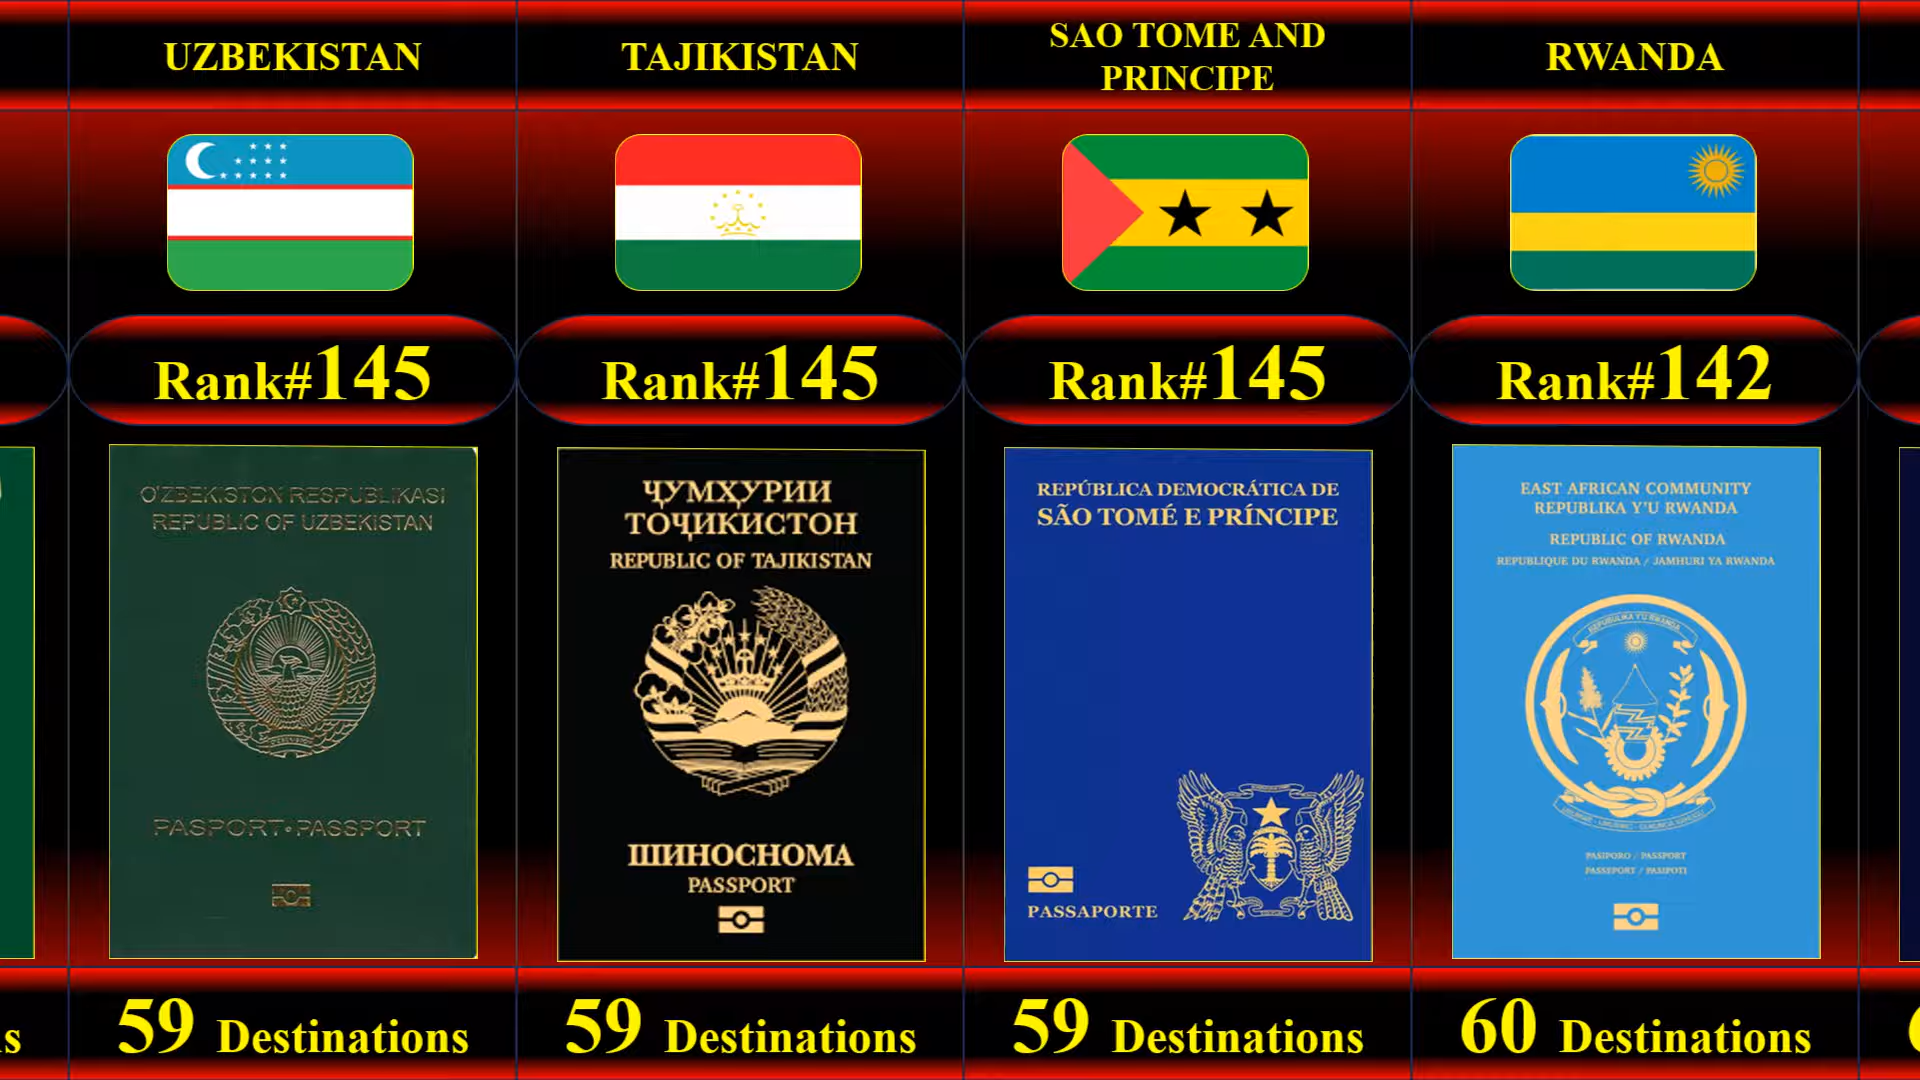 UZBEKISTAN
Rank#145
O'ZBEKISTON RESPUBLIKASI
REPUBLIC OF UZBEKISTAN
PASPORT•PASSPORT
59 Destinations
TAJIKISTAN
Rank#145
ҶУМҲУРИИ
ТОҶИКИСТОН
REPUBLIC OF TAJIKISTAN
ШИНОСНОМА
PASSPORT
59 Destinations
SAO TOME AND
PRINCIPE
Rank#145
REPÚBLICA DEMOCRÁTICA DE
SÃO TOMÉ E PRÍNCIPE
PASSAPORTE
59 Destinations
RWANDA
Rank#142
EAST AFRICAN COMMUNITY
REPUBLIKA Y'U RWANDA
REPUBLIC OF RWANDA
REPUBLIQUE DU RWANDA / JAMHURI YA RWANDA
PASIPORO / PASSPORT
PASSEPORT / PASIPOTI
60 Destinations